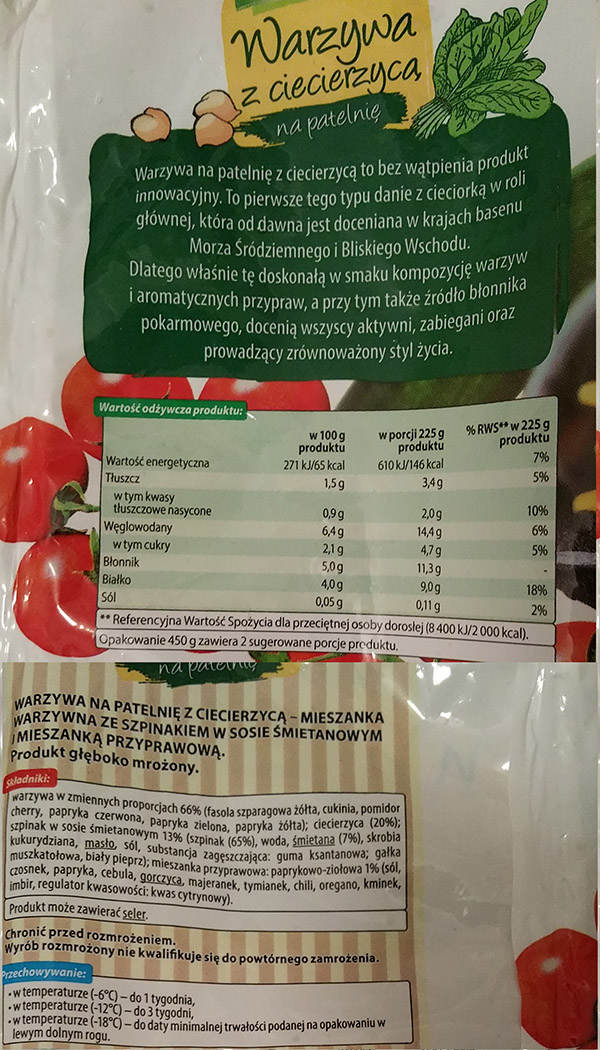 Warzywa
z ciecierzycą
na patelnię
Warzywa na patelnię z ciecierzycą to bez wątpienia produkt
innowacyjny. To pierwsze tego typu danie z cieciorką w roli
głównej, która od dawna jest doceniana w krajach basenu
Morza Śródziemnego i Bliskiego Wschodu.
Dlatego właśnie tę doskonałą w smaku kompozycję warzyw
i aromatycznych przypraw, a przy tym także źródło błonnika
pokarmowego, docenią wszyscy aktywni, zabiegani oraz
prowadzący zrównoważony styl życia.
Wartość odżywcza produktu:
w 100 g produktu w porcji 225 g produktu % RWS** w 225 g produktu
Wartość energetyczna 271 kJ/65 kcal 610 kJ/146 kcal 7%
Tłuszcz 1,5 g 3,4 g 5%
w tym kwasy
tłuszczowe nasycone 0,9 g 2,0 g 10%
Węglowodany 6,4 g 14,4 g 6%
w tym cukry 2,1 g 4,7 g 5%
Błonnik 5,0 g 11,3 g -
Białko 4,0 g 9,0 g 18%
Sól 0,05 g 0,11 g 2%
** Referencyjna Wartość Spożycia dla przeciętnej osoby dorosłej (8 400 kJ/2 000 kcal).
Opakowanie 450 g zawiera 2 sugerowane porcje produktu.
na patelnię
WARZYWA NA PATELNIĘ Z CIECIERZYCĄ – MIESZANKA
WARZYWNA ZE SZPINAKIEM W SOSIE ŚMIETANOWYM
I MIESZANKĄ PRZYPRAWOWĄ.
Produkt głęboko mrożony.
Składniki:
warzywa w zmiennych proporcjach 66% (fasola szparagowa żółta, cukinia, pomidor
cherry, papryka czerwona, papryka zielona, papryka żółta); ciecierzyca (20%);
szpinak w sosie śmietanowym 13% (szpinak (65%), woda, śmietana (7%), skrobia
kukurydziana, masło, sól, substancja zagęszczająca: guma ksantanowa; gałka
muszkatołowa, biały pieprz); mieszanka przyprawowa: paprykowo-ziołowa 1% (sól,
czosnek, papryka, cebula, gorczyca, majeranek, tymianek, chili, oregano, kminek,
imbir, regulator kwasowości: kwas cytrynowy).
Produkt może zawierać seler.
Chronić przed rozmrożeniem.
Wyrób rozmrożony nie kwalifikuje się do powtórnego zamrożenia.
Przechowywanie:
• w temperaturze (-6°C) – do 1 tygodnia,
• w temperaturze (-12°C) – do 3 tygodni,
• w temperaturze (-18°C) – do daty minimalnej trwałości podanej na opakowaniu w
lewym dolnym rogu.